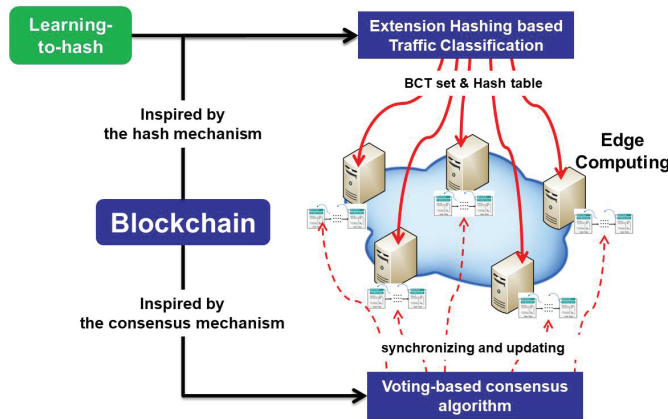 Learning-
to-hash
Extension Hashing based
Traffic Classification
BCT set & Hash table
Inspired by
the hash mechanism
Edge
Computing
Blockchain
Inspired by
the consensus mechanism
synchronizing and updating
Voting-based consensus
algorithm